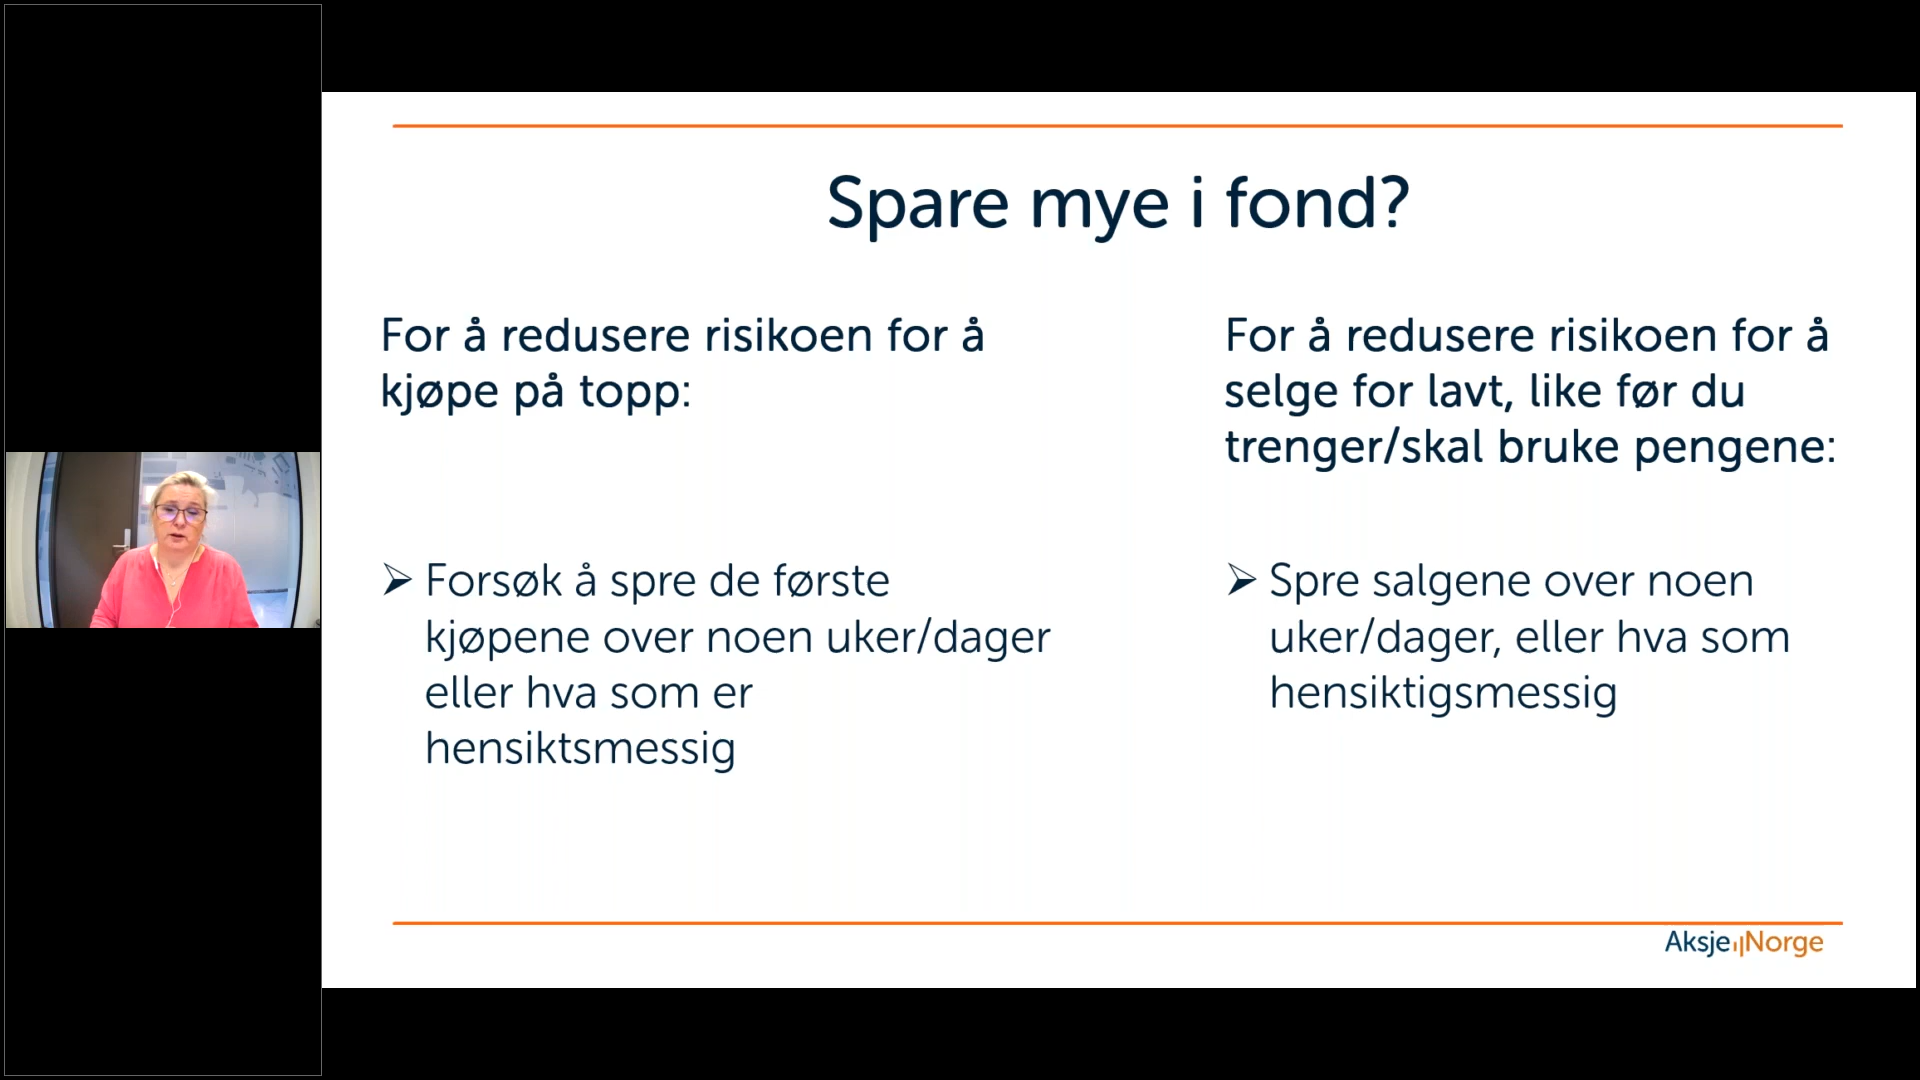 Spare mye i fond?
For å redusere risikoen for å
kjøpe på topp:
➢ Forsøk å spre de første
kjøpene over noen uker/dager
eller hva som er
hensiktsmessig
For å redusere risikoen for å
selge for lavt, like før du
trenger/skal bruke pengene:
➢ Spre salgene over noen
uker/dager, eller hva som
hensiktigsmessig
AksjeNorge